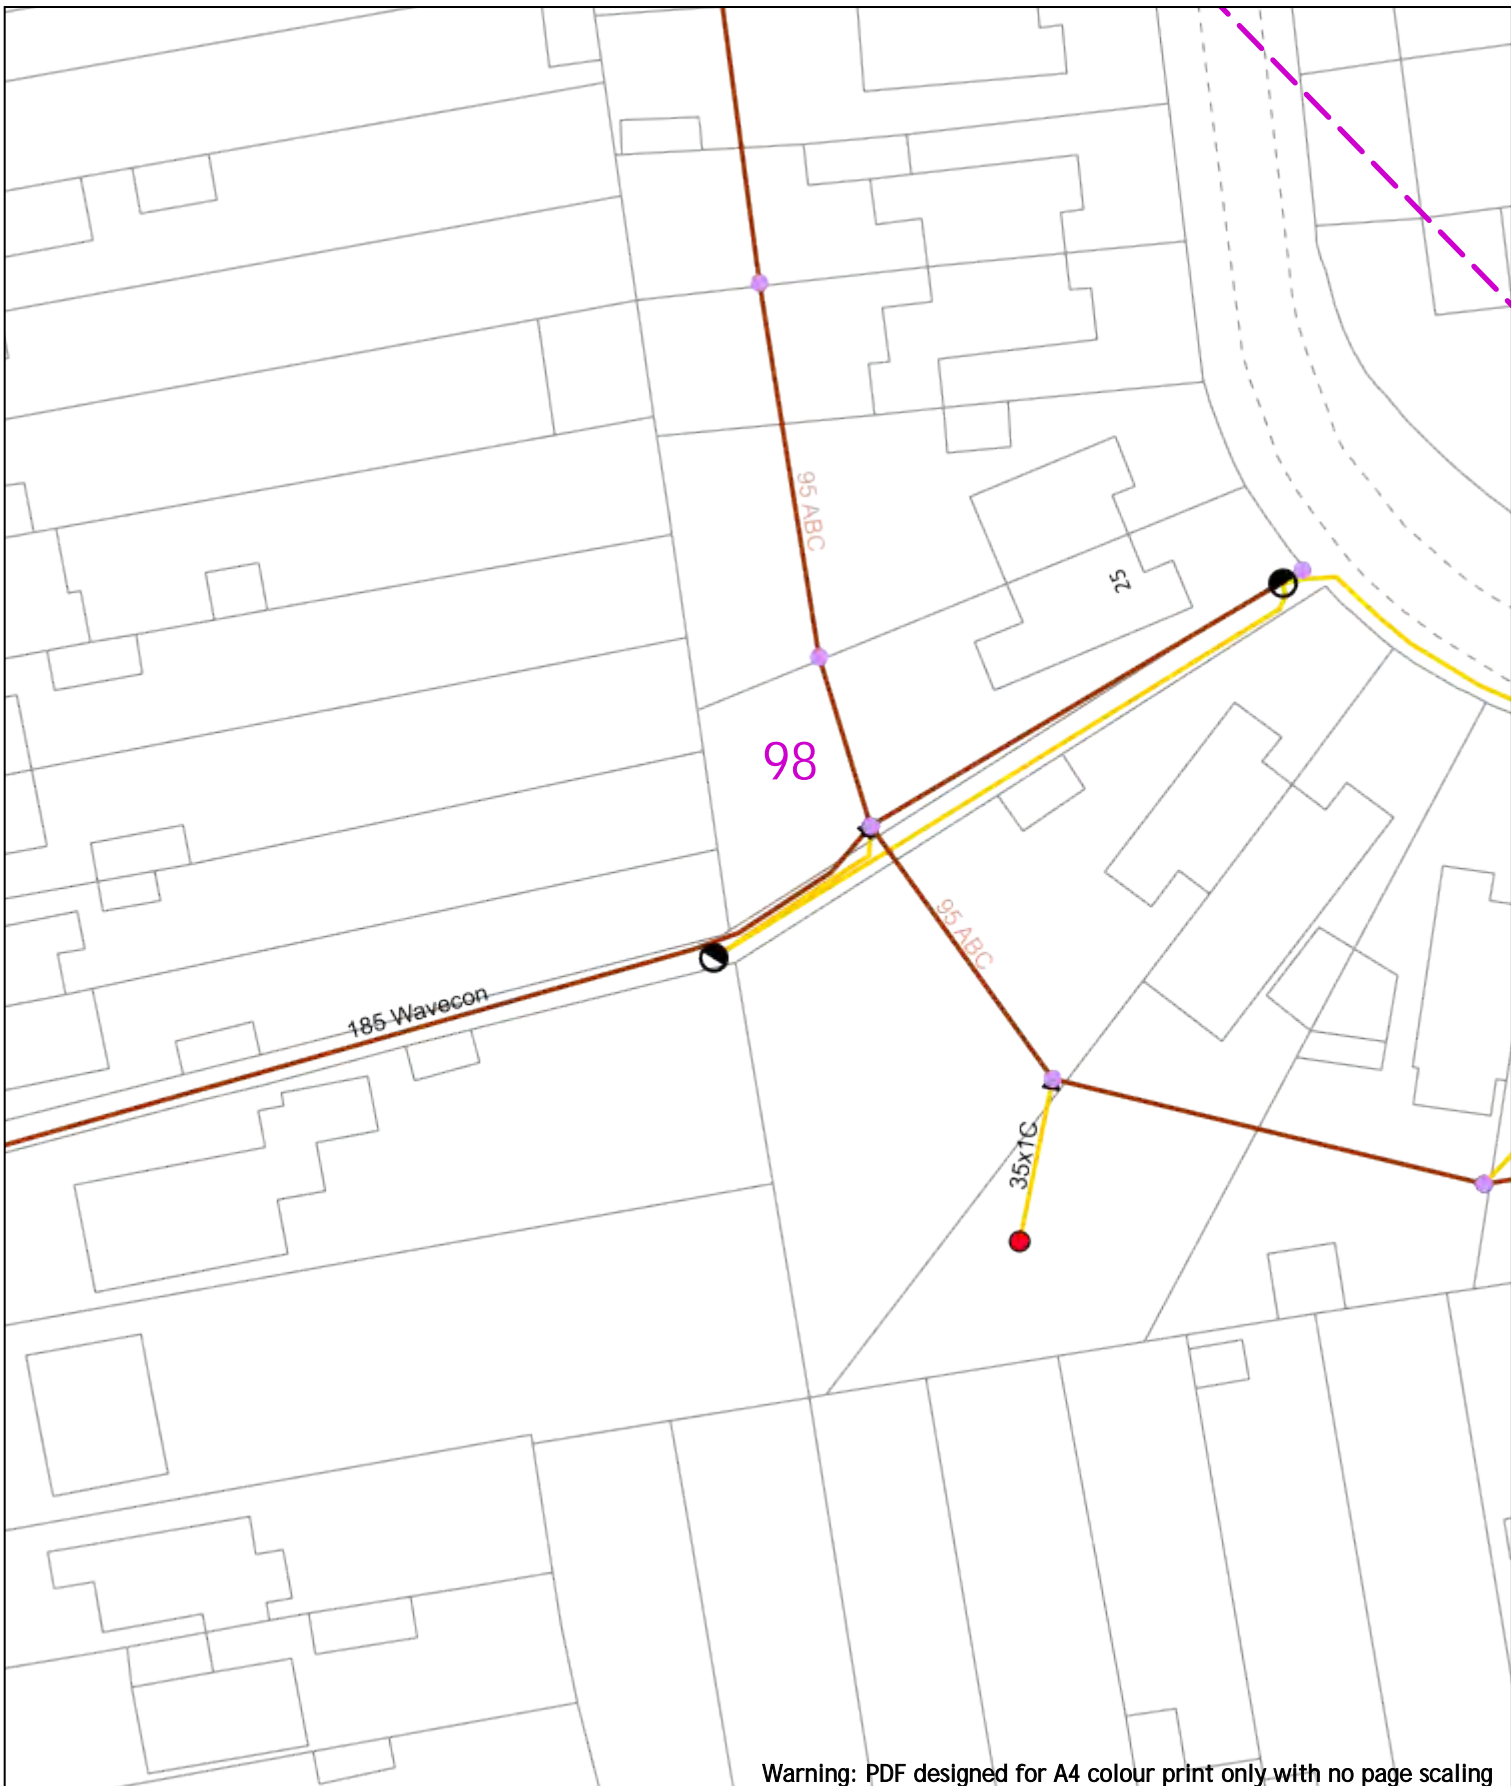 95 ABC
25
98
95 ABC
185 Wavecon
35x1C
Warning: PDF designed for A4 colour print only with no page scaling